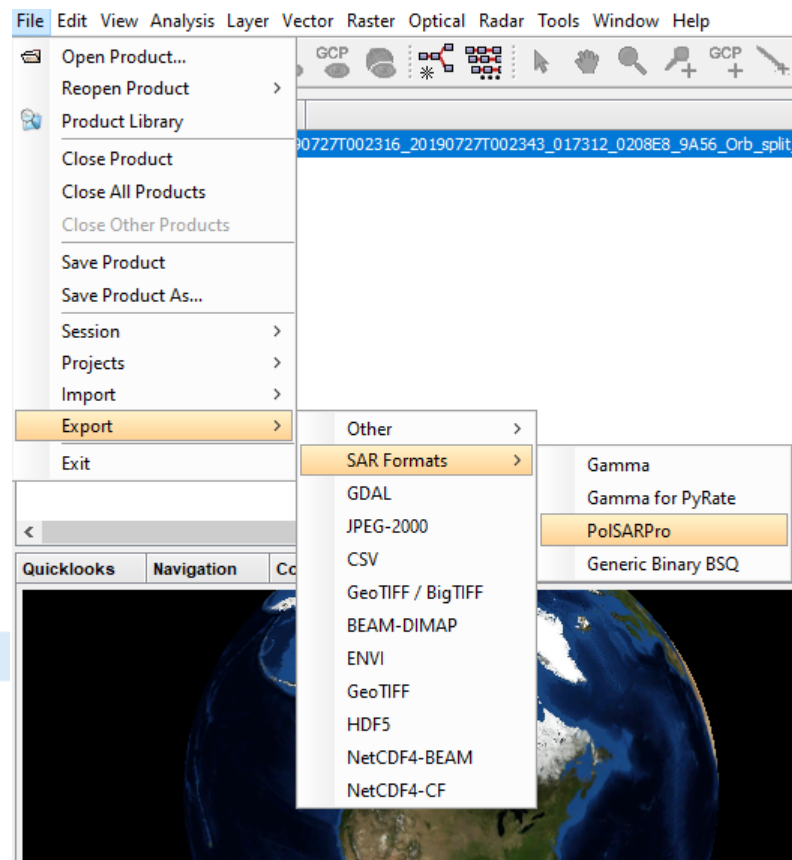 File Edit View Analysis Layer Vector Raster Optical Radar Tools Window Help
GCP
GCP
Open Product...
Reopen Product
Product Library
Close Product
Close All Products
Close Other Products
Save Product
Save Product As...
Session
Projects
Import
Export
Exit
0727T002316_20190727T002343_017312_0208E8_9A56_Orb_split
Other
SAR Formats
GDAL
JPEG-2000
CSV
GeoTIFF / BigTIFF
BEAM-DIMAP
ENVI
GeoTIFF
HDF5
NetCDF4-BEAM
NetCDF4-CF
Gamma
Gamma for PyRate
PolSARPro
Generic Binary BSQ
Quicklooks Navigation Co